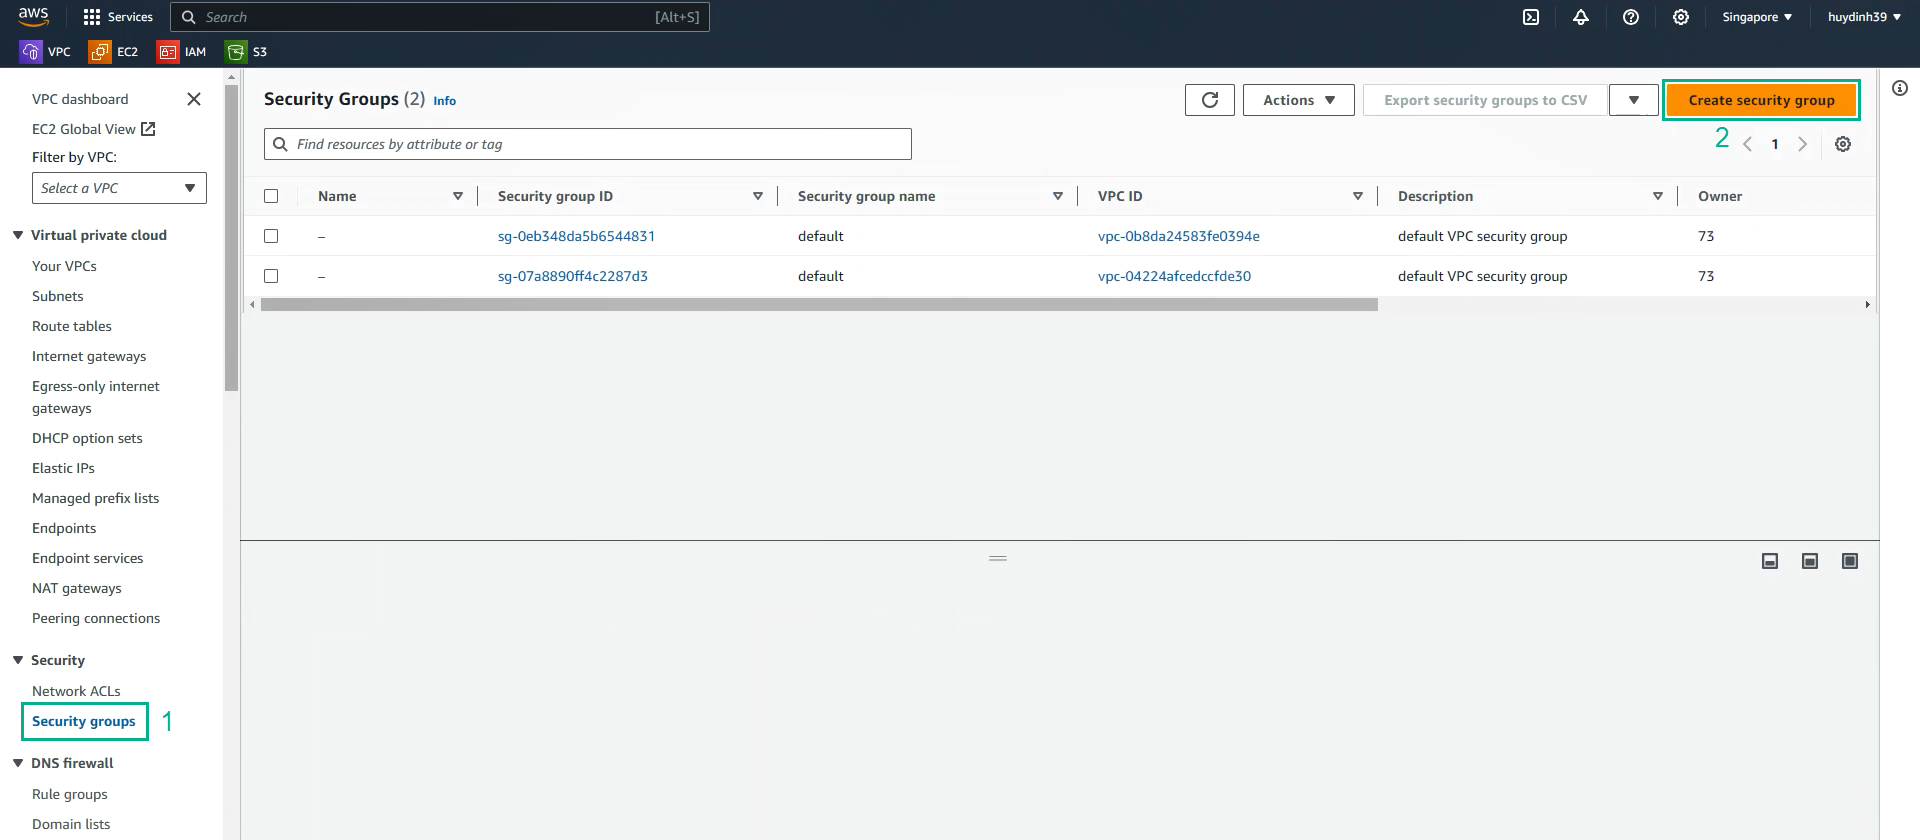 aws
Services
Search [Alt+S]
Singapore
huydinh39
VPC EC2 IAM S3
VPC dashboard
EC2 Global View
Filter by VPC:
Select a VPC
Virtual private cloud
Your VPCs
Subnets
Route tables
Internet gateways
Egress-only internet
gateways
DHCP option sets
Elastic IPs
Managed prefix lists
Endpoints
Endpoint services
NAT gateways
Peering connections
Security
Network ACLs
Security groups 1
DNS firewall
Rule groups
Domain lists
Security Groups (2) Info
Actions
Export security groups to CSV
Create security group
Find resources by attribute or tag
2 1
Name Security group ID Security group name VPC ID Description Owner
– sg-0eb348da5b6544831 default vpc-0b8da24583fe0394e default VPC security group 73
– sg-07a8890ff4c2287d3 default vpc-04224afcedccfde30 default VPC security group 73